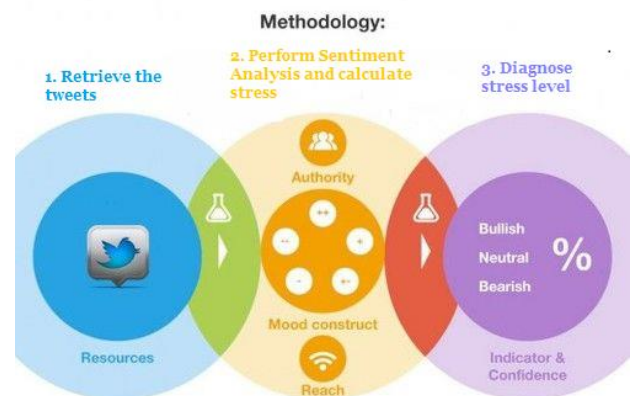 Methodology:
1. Retrieve the
tweets
2. Perform Sentiment
Analysis and calculate
stress
3. Diagnose
stress level
Authority
Mood construct
Reach
Resources
Bullish
Neutral
Bearish
%
Indicator &
Confidence